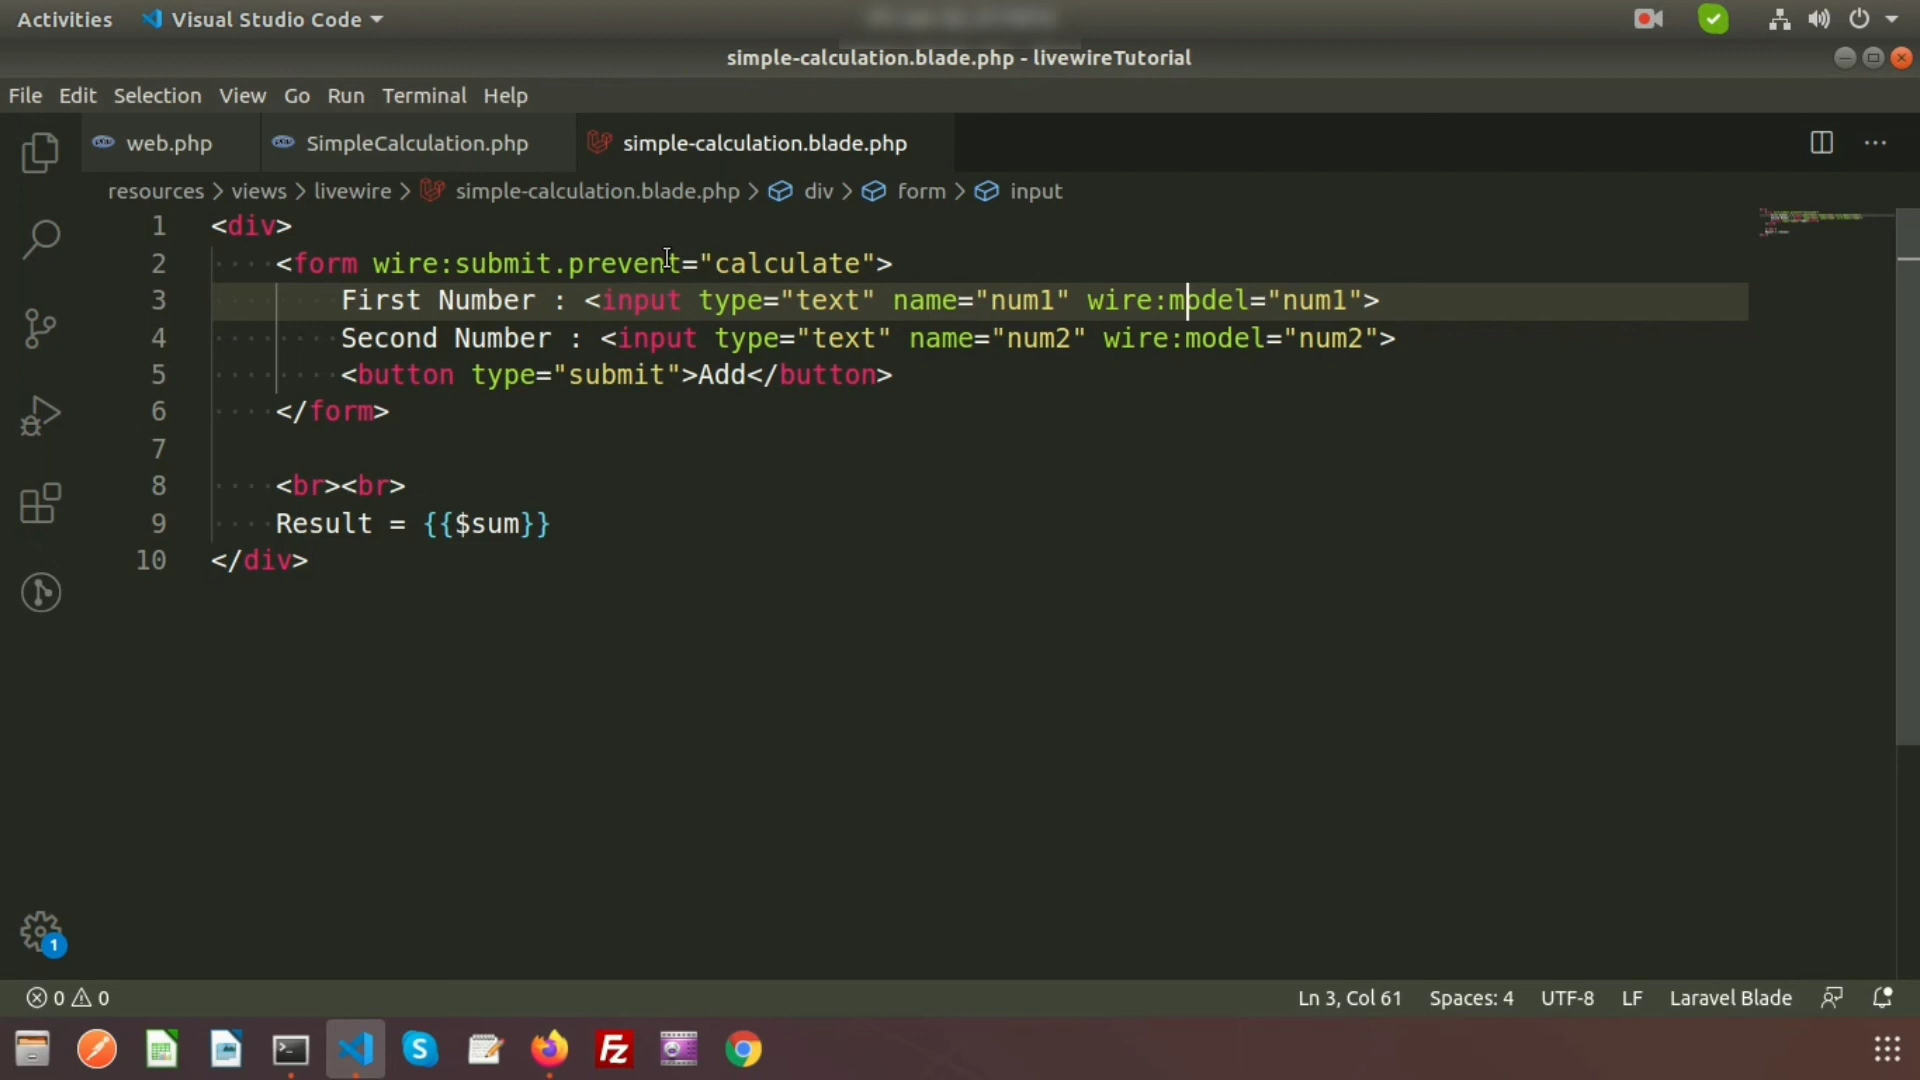 Activities Visual Studio Code
simple-calculation.blade.php - livewireTutorial
File Edit Selection View Go Run Terminal Help
web.php SimpleCalculation.php simple-calculation.blade.php
resources > views > livewire > simple-calculation.blade.php > div > form > input
1 <div>
2 <form wire:submit.prevent="calculate">
3 First Number : <input type="text" name="num1" wire:model="num1">
4 Second Number : <input type="text" name="num2" wire:model="num2">
5 <button type="submit">Add</button>
6 </form>
7
8 <br><br>
9 Result = {{$sum}}
10 </div>
1
0 0 Ln 3, Col 61 Spaces: 4 UTF-8 LF Laravel Blade
S Fz